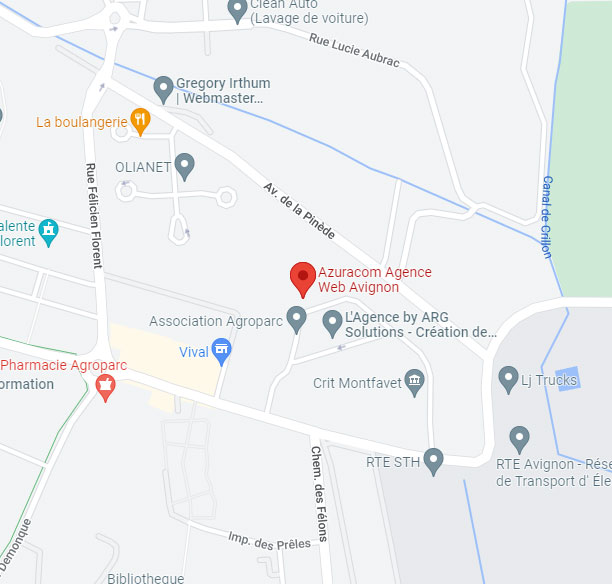 Clean Auto
(Lavage de voiture)
Rue Lucie Aubrac
Gregory Irthum
| Webmaster...
La boulangerie
OLIANET
Rue Félicien Florent
Av. de la Pinède
Canal de Crillon
alente
lorent
Azuracom Agence
Web Avignon
Association Agroparc
L'Agence by ARG
Solutions - Création de...
Vival
Pharmacie Agroparc
ormation
Crit Montfavet
Lj Trucks
RTE STH
RTE Avignon - Rése
de Transport d' Éle
Chem. des Félons
Imp. des Prêles
Demonque
Bibliotheque